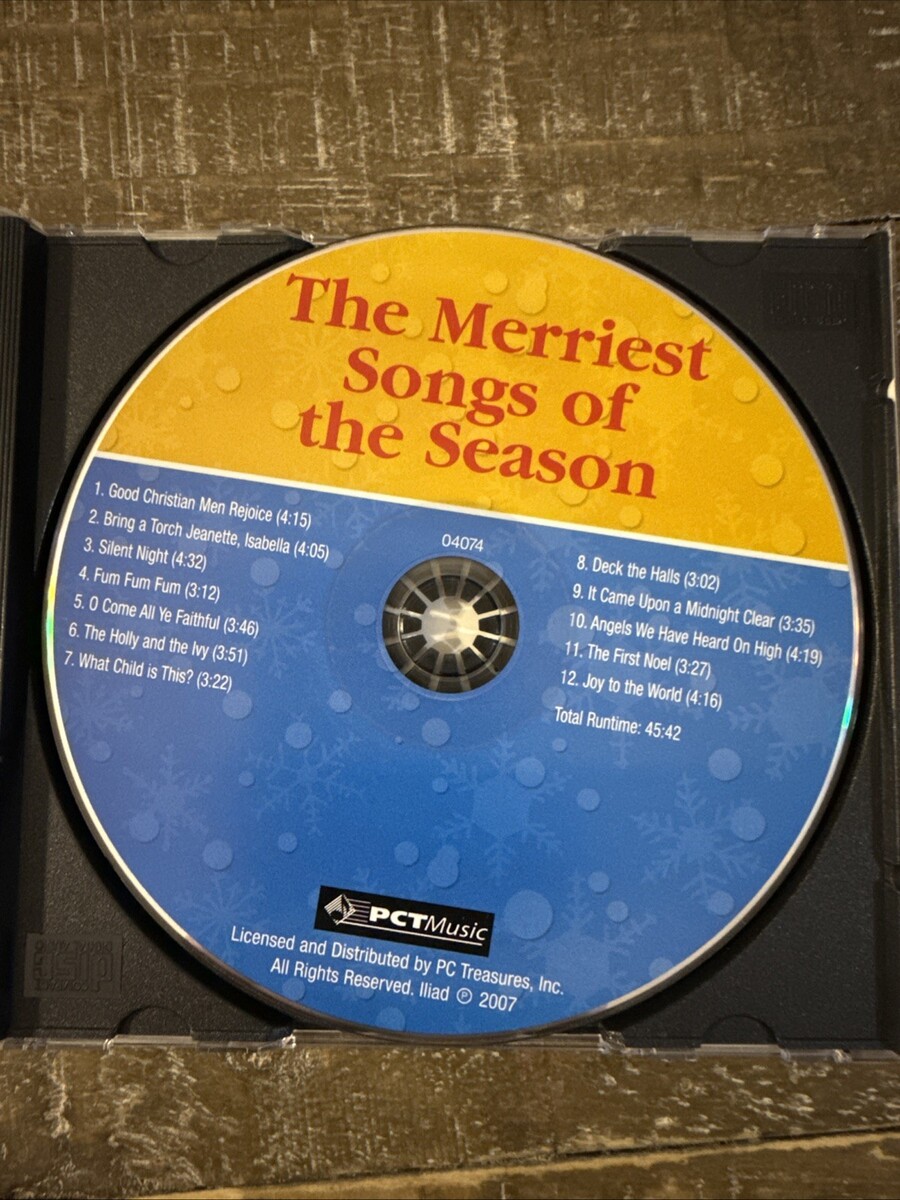 The Merriest
Songs of
the Season
1. Good Christian Men Rejoice (4:15)
2. Bring a Torch Jeanette, Isabella (4:05)
3. Silent Night (4:32)
4. Fum Fum Fum (3:12)
5. O Come All Ye Faithful (3:46)
6. The Holly and the Ivy (3:51)
7. What Child is This? (3:22)
04074
8. Deck the Halls (3:02)
9. It Came Upon a Midnight Clear (3:35)
10. Angels We Have Heard On High (4:19)
11. The First Noel (3:27)
12. Joy to the World (4:16)
Total Runtime: 45:42
PCTMusic
Licensed and Distributed by PC Treasures, Inc.
All Rights Reserved. Iliad ℗ 2007